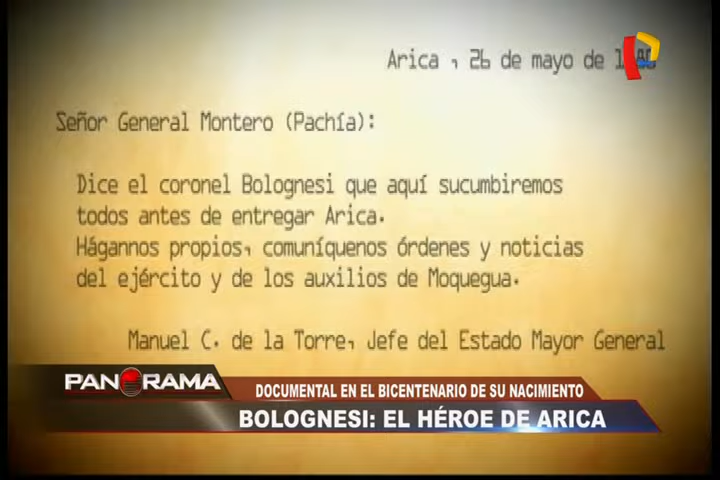 Arica , 26 de mayo de
Señor General Montero (Pachía):
Dice el coronel Bolognesi que aquí sucumbiremos
todos antes de entregar Arica.
Hágannos propios, comuníquenos órdenes y noticias
del ejército y de los auxilios de Moquegua.
Manuel C. de la Torre, Jefe del Estado Mayor General
PANORAMA
DOCUMENTAL EN EL BICENTENARIO DE SU NACIMIENTO
BOLOGNESI: EL HÉROE DE ARICA